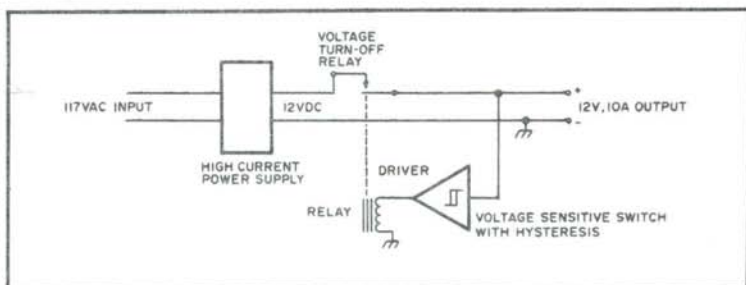 VOLTAGE
TURN-OFF
RELAY
117VAC INPUT
12VDC
+
12V, 10A OUTPUT
-
HIGH CURRENT
POWER SUPPLY
DRIVER
RELAY
VOLTAGE SENSITIVE SWITCH
WITH HYSTERESIS